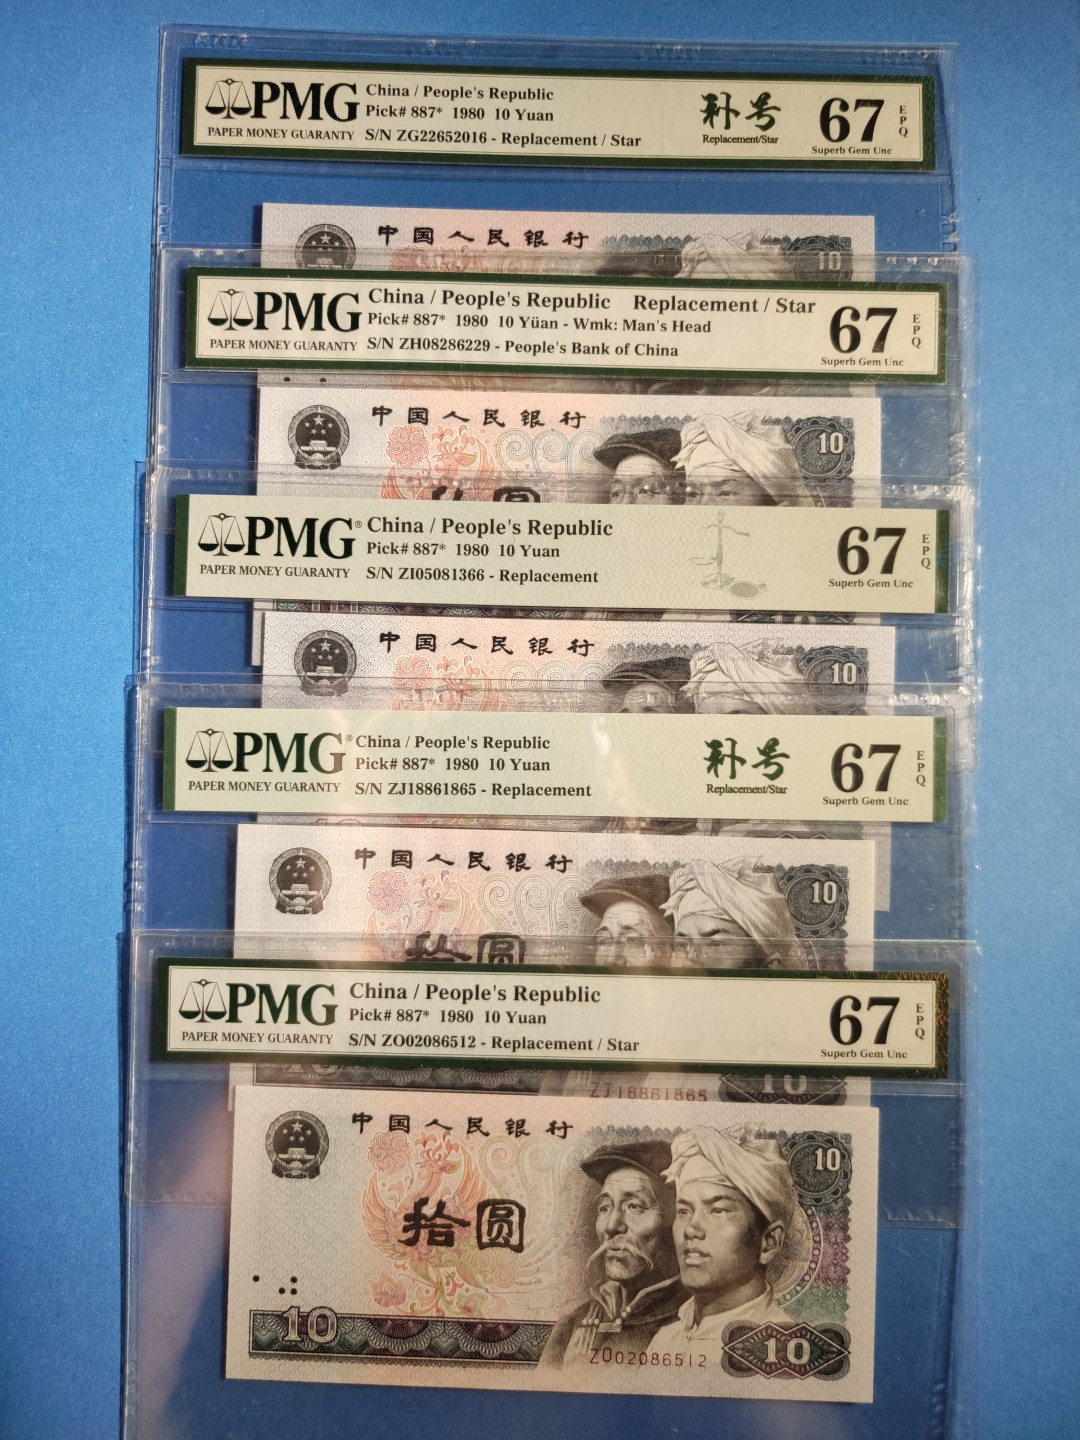 PMG
PAPER MONEY GUARANTY
China / People's Republic
Pick# 887* 1980 10 Yuan
S/N ZG22652016 - Replacement / Star
补号
Replacement/Star
67
EPQ
Superb Gem Unc
中国人民银行
10
PMG
PAPER MONEY GUARANTY
China / People's Republic Replacement / Star
Pick# 887* 1980 10 Yüan - Wmk: Man's Head
S/N ZH08286229 - People's Bank of China
67
EPQ
Superb Gem Unc
中国人民银行
10
PMG®
PAPER MONEY GUARANTY
China / People's Republic
Pick# 887* 1980 10 Yuan
S/N ZI05081366 - Replacement
67
EPQ
Superb Gem Unc
中国人民银行
10
PMG®
PAPER MONEY GUARANTY
China / People's Republic
Pick# 887* 1980 10 Yuan
S/N ZJ18861865 - Replacement
补号
Replacement/Star
67
EPQ
Superb Gem Unc
中国人民银行
10
拾圆
PMG
PAPER MONEY GUARANTY
China / People's Republic
Pick# 887* 1980 10 Yuan
S/N ZO02086512 - Replacement / Star
67
EPQ
Superb Gem Unc
10
ZJ18861865
10
中国人民银行
10
拾圆
10
ZO02086512
10